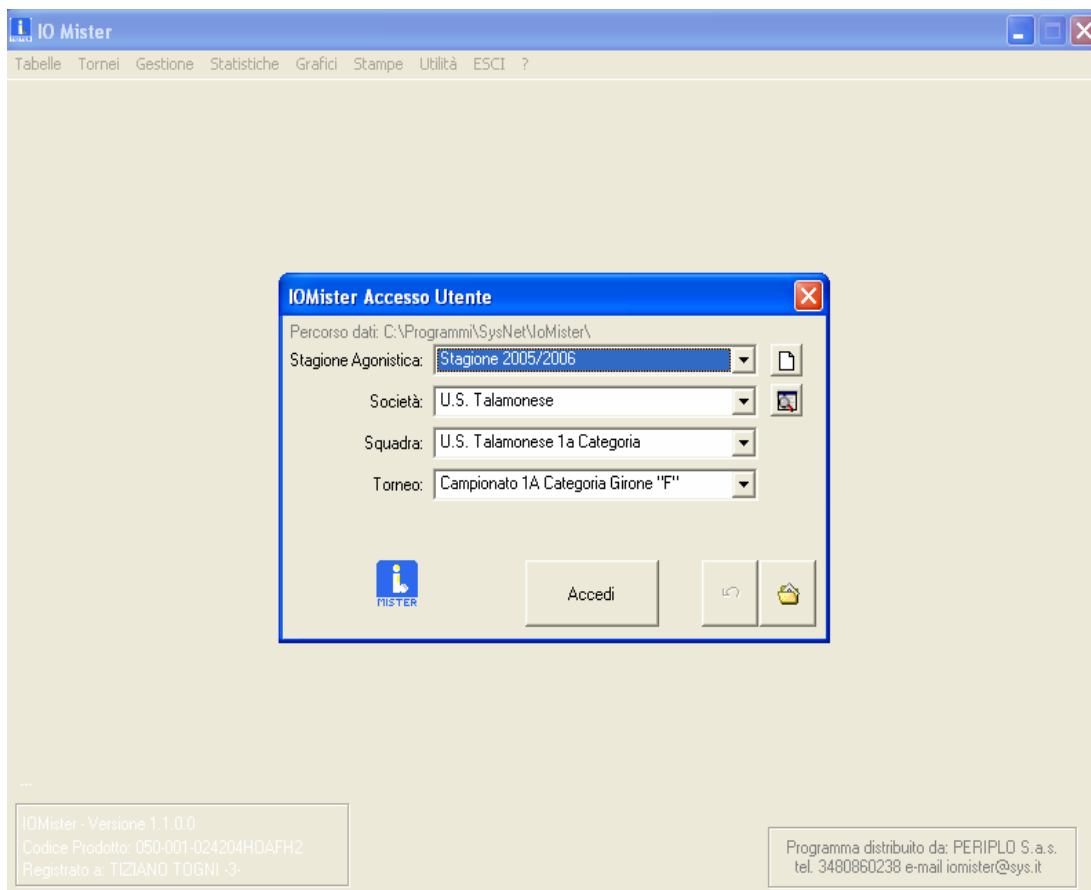 IO Mister
Tabelle Tornei Gestione Statistiche Grafici Stampe Utilità ESCI ?
IOMister Accesso Utente
Percorso dati: C:\Programmi\SysNet\IoMister\
Stagione Agonistica: Stagione 2005/2006
Società: U.S. Talamonese
Squadra: U.S. Talamonese 1a Categoria
Torneo: Campionato 1A Categoria Girone "F"
MISTER
Accedi
...
IOMister - Versione 1.1.0.0
Codice Prodotto: 050-001-024204HOAFH2
Registrato a: TIZIANO TOGNI -3-
Programma distribuito da: PERIPLO S.a.s.
tel. 3480860238 e-mail iomister@sys.it